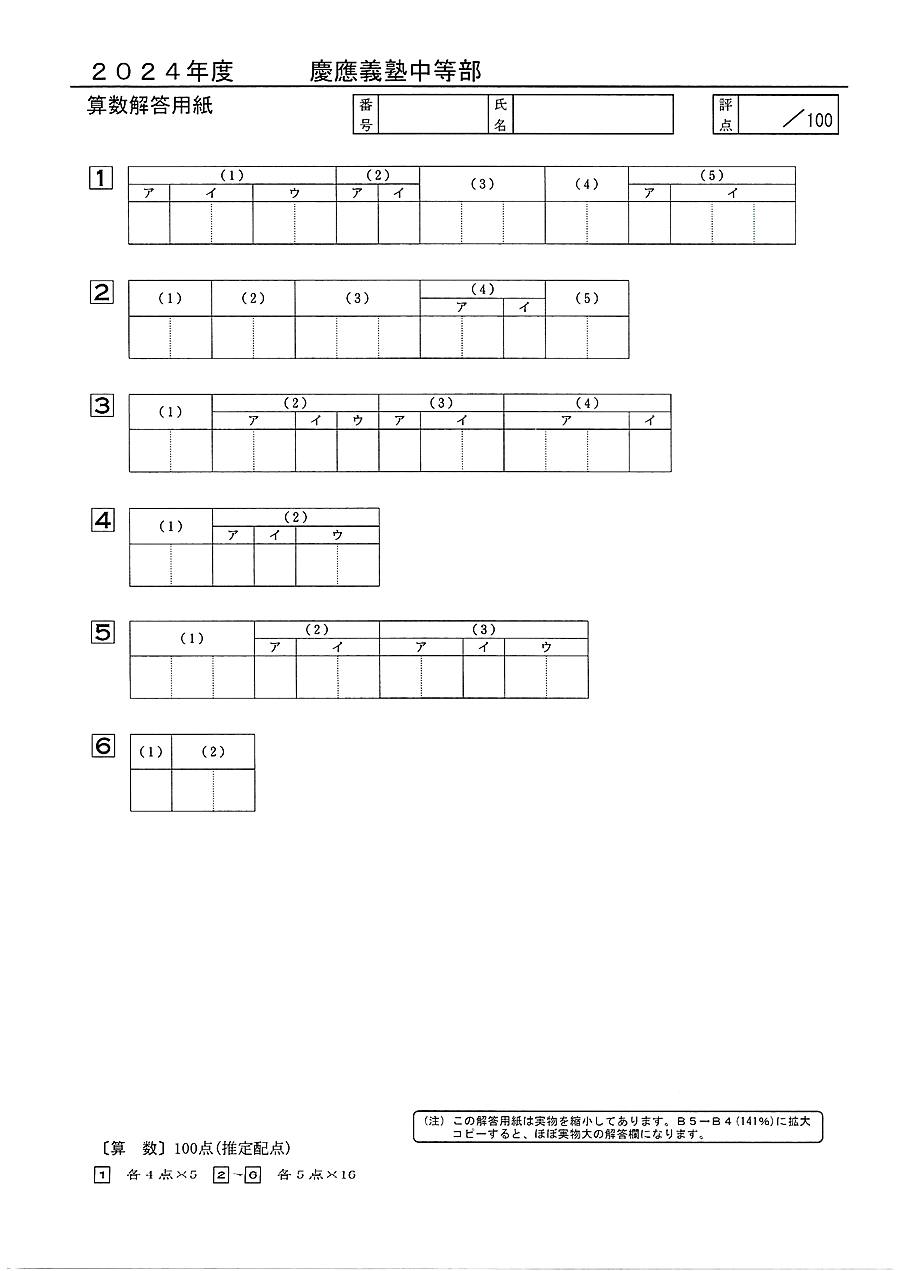 2024年度 慶應義塾中等部
算数解答用紙 番号 氏名 評点 /100
1 (1) (2) (3) (4) (5)
ア イ ウ ア イ ア イ
2 (1) (2) (3) (4) (5)
ア イ
3 (1) (2) (3) (4)
ア イ ウ ア イ ア イ
4 (1) (2)
ア イ ウ
5 (1) (2) (3)
ア イ ア イ ウ
6 (1) (2)
(注) この解答用紙は実物を縮小してあります。B5→B4(141%)に拡大
コピーすると、ほぼ実物大の解答欄になります。
〔算 数〕100点(推定配点)
1 各4点×5 2~6 各5点×16